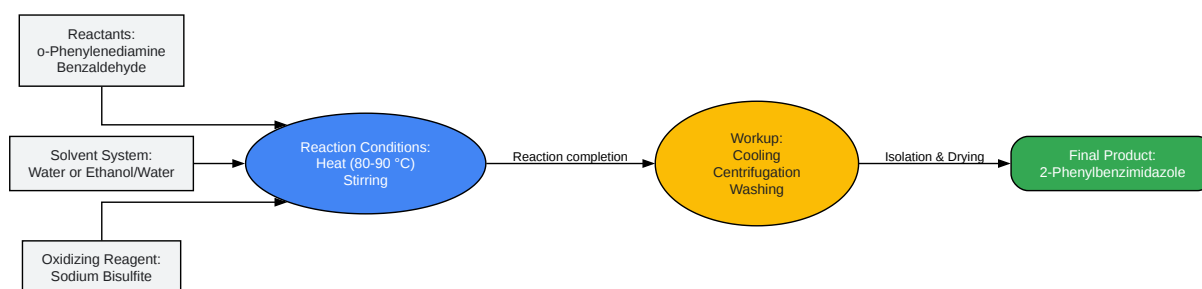 Reactants:
o-Phenylenediamine
Benzaldehyde
Solvent System:
Water or Ethanol/Water
Oxidizing Reagent:
Sodium Bisulfite
Reaction Conditions:
Heat (80-90 °C)
Stirring
Reaction completion
Workup:
Cooling
Centrifugation
Washing
Isolation & Drying
Final Product:
2-Phenylbenzimidazole